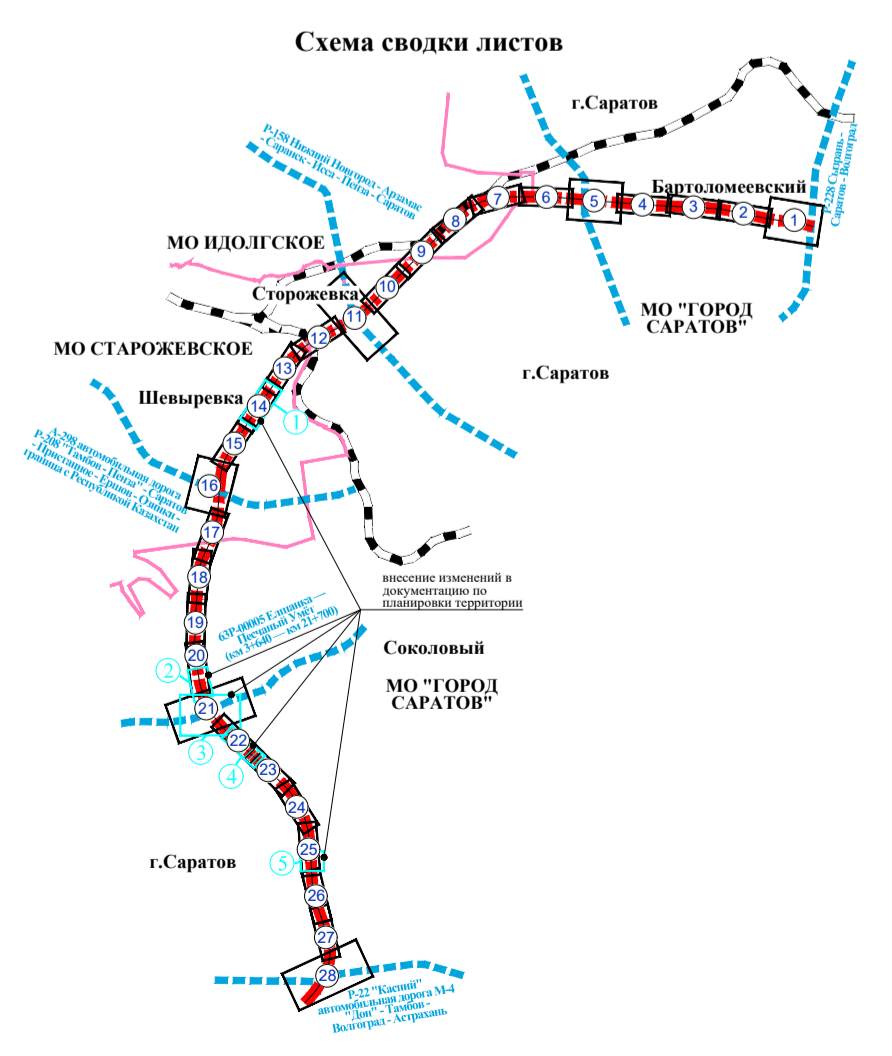 Схема сводки листов
г.Саратов
Р-158 Нижний Новгород - Арзамас
- Саранск - Исса - Пенза - Саратов
Р-228 Сызрань -
Саратов - Волгоград
Бартоломеевский
7
6
5
4
3
2
1
8
9
10
11
12
13
14
15
16
17
18
19
20
21
22
23
24
25
26
27
28
МО ИДОЛГСКОЕ
Сторожевка
МО "ГОРОД
САРАТОВ"
МО СТАРОЖЕВСКОЕ
г.Саратов
Шевыревка
1
А-298 автомобильная дорога
Р-208 "Тамбов - Пенза" - Саратов
- Пристанное - Ершов - Озинки -
граница с Республикой Казахстан
внесение изменений в
документацию по
планировки территории
63Р-00005 Елшанка —
Песчаный Умёт
(км 3+640 — км 21+700)
Соколовый
2
МО "ГОРОД
САРАТОВ"
3
4
г.Саратов
5
Р-22 "Каспий"
автомобильная дорога М-4
"Дон" - Тамбов -
Волгоград - Астрахань